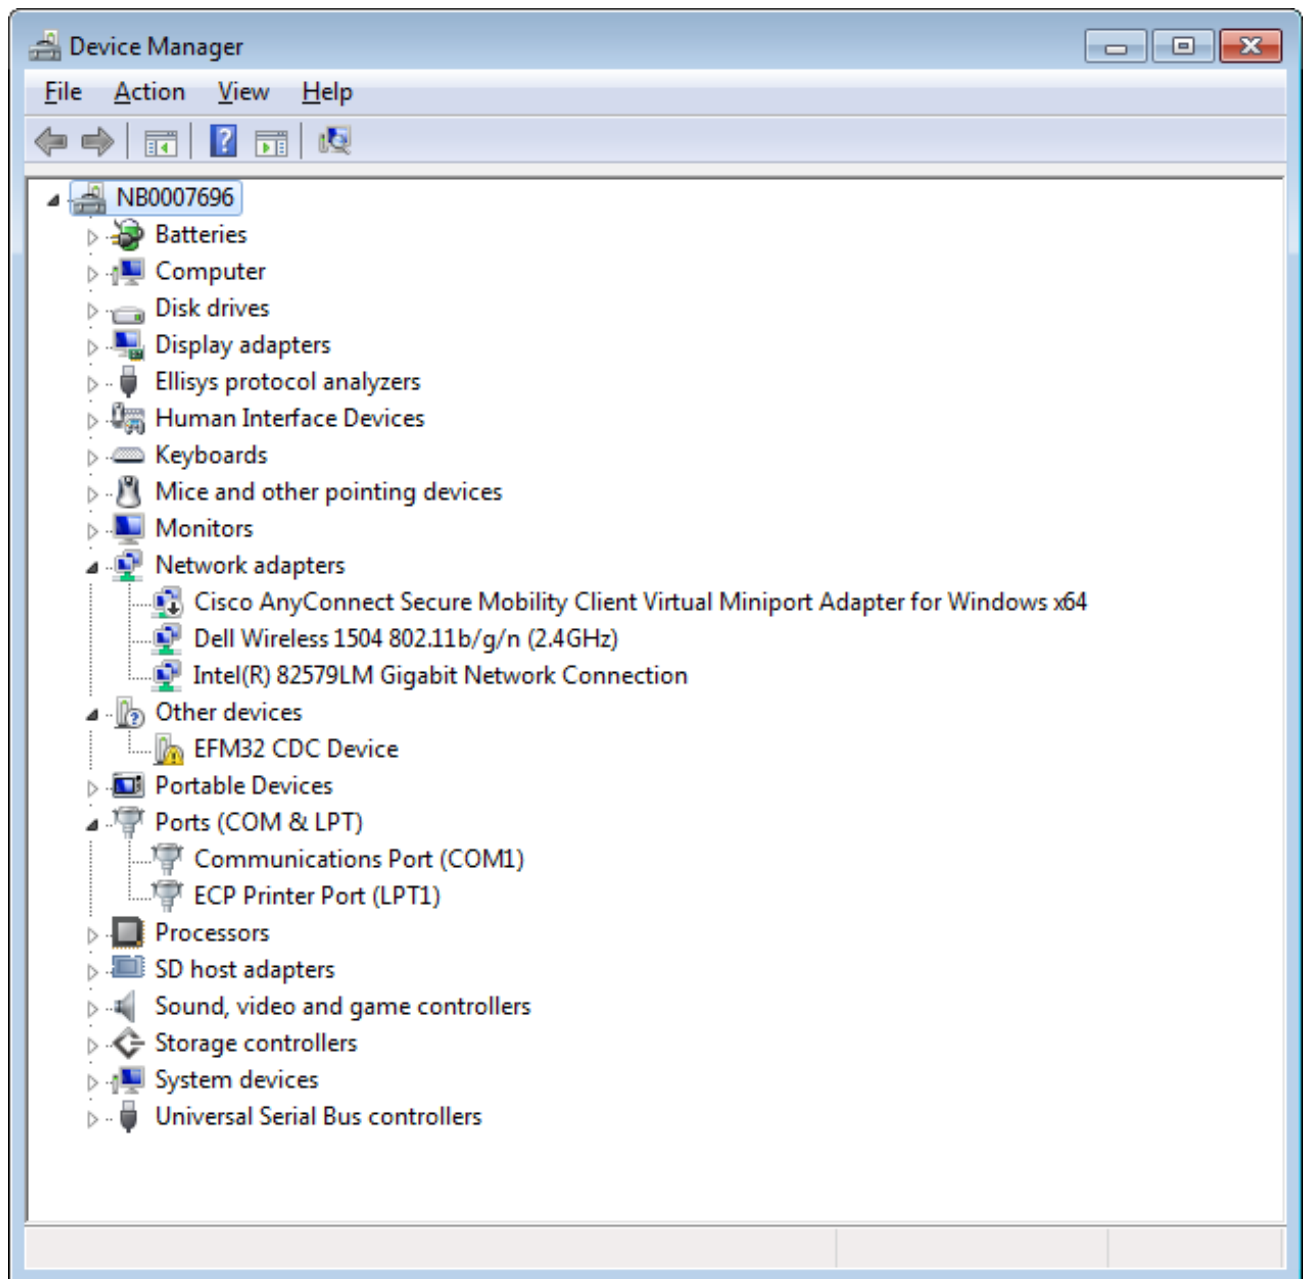 Device Manager
File Action View Help
NB0007696
Batteries
Computer
Disk drives
Display adapters
Ellisys protocol analyzers
Human Interface Devices
Keyboards
Mice and other pointing devices
Monitors
Network adapters
Cisco AnyConnect Secure Mobility Client Virtual Miniport Adapter for Windows x64
Dell Wireless 1504 802.11b/g/n (2.4GHz)
Intel(R) 82579LM Gigabit Network Connection
Other devices
EFM32 CDC Device
Portable Devices
Ports (COM & LPT)
Communications Port (COM1)
ECP Printer Port (LPT1)
Processors
SD host adapters
Sound, video and game controllers
Storage controllers
System devices
Universal Serial Bus controllers